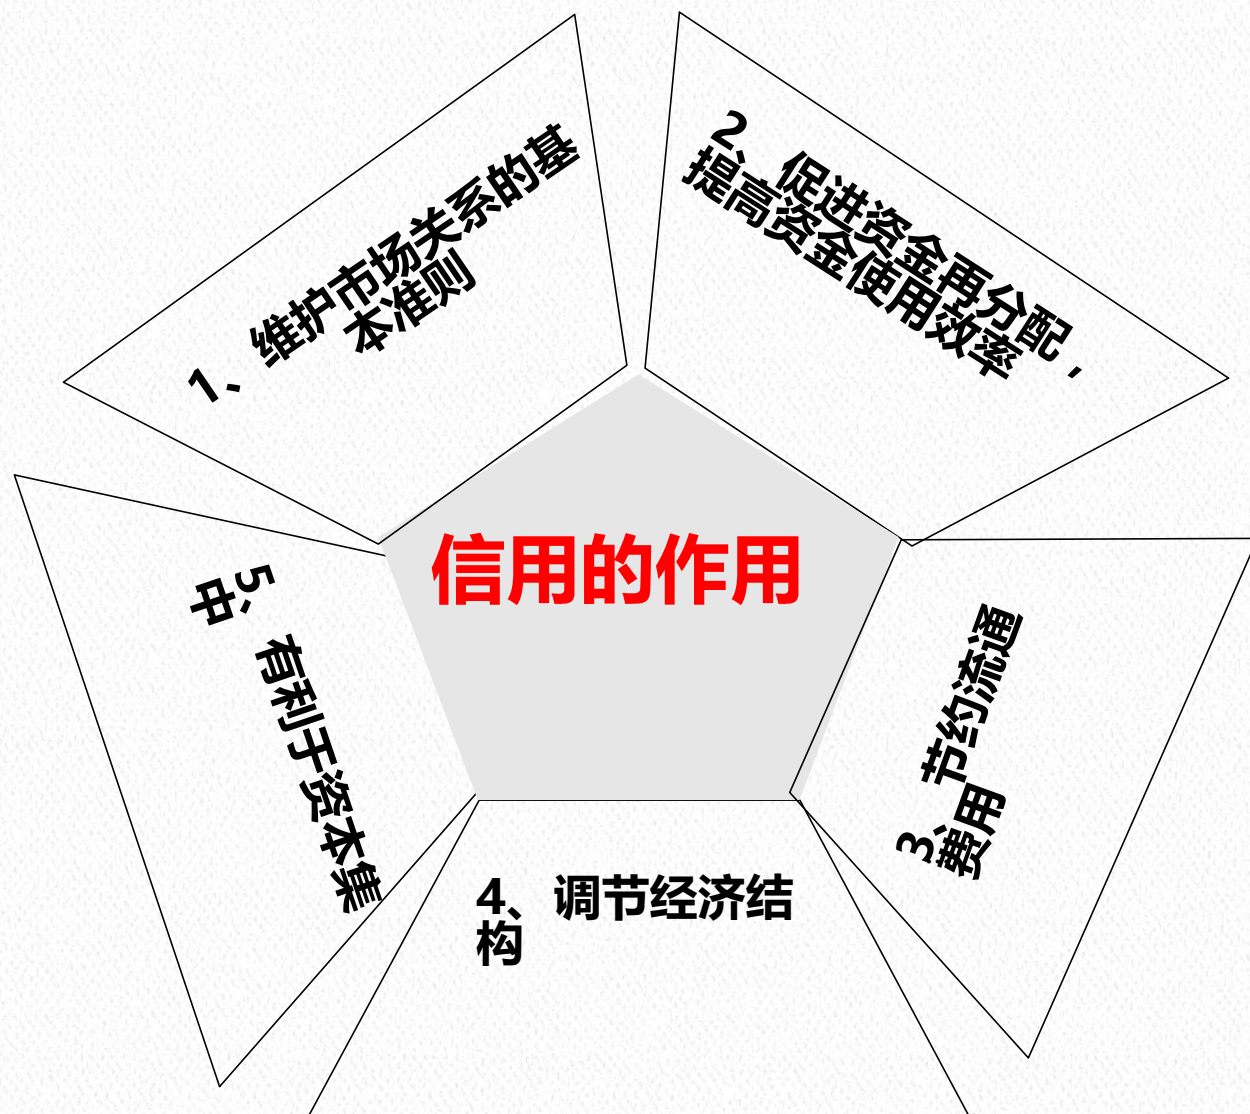 1、维护市场关系的基
本准则
2、促进资金再分配，
提高资金使用效率
信用的作用
3、节约流通
费用
4、调节经济结
构
5、有利于资本集
中